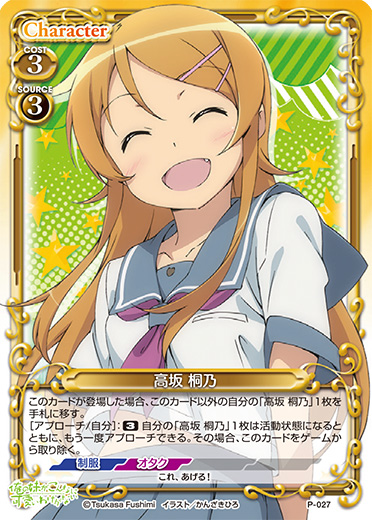 Character
COST
3
SOURCE
3
高坂 桐乃
このカードが登場した場合、このカード以外の自分の「高坂 桐乃」1枚を
手札に移す。
[アプローチ/自分]:3 自分の「高坂 桐乃」1枚は活動状態になると
ともに、もう一度アプローチできる。その場合、このカードをゲームか
ら取り除く。
制服 オタク
これ、あげる!
©Tsukasa Fushimi イラスト/かんざきひろ P-027